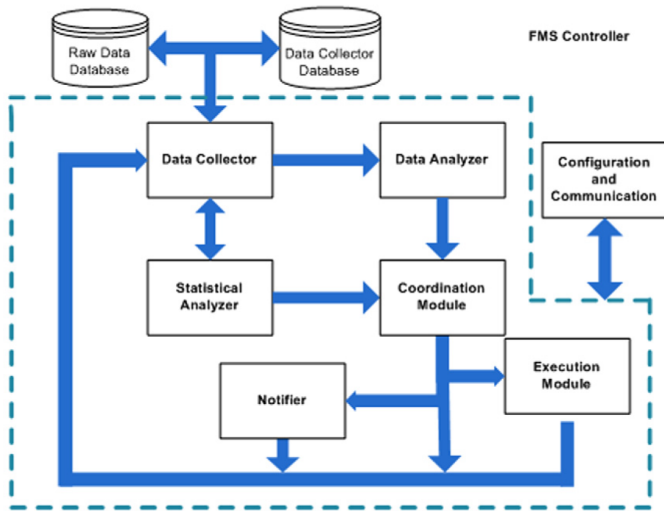 FMS Controller
Raw Data
Database
Data Collector
Database
Data Collector
Data Analyzer
Configuration
and
Communication
Statistical
Analyzer
Coordination
Module
Execution
Module
Notifier